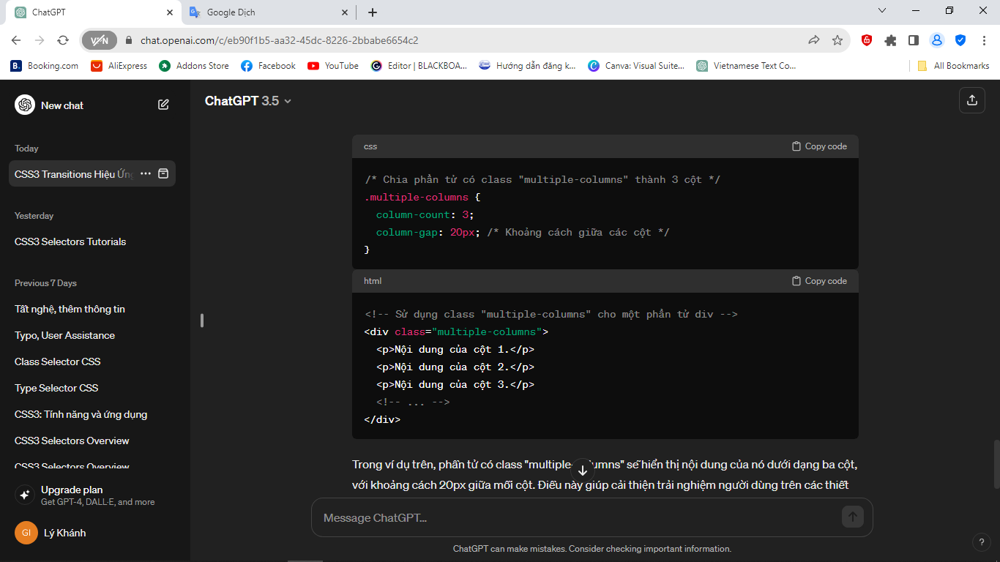 ChatGPT
Google Dịch
VPN
chat.openai.com/c/eb90f1b5-aa32-45dc-8226-2bbabe6654c2
B. Booking.com
AliExpress
Addons Store
Facebook
YouTube
Editor | BLACKBOA...
Hướng dẫn đăng k...
Canva: Visual Suite...
Vietnamese Text Co...
All Bookmarks
New chat
Today
CSS3 Transitions Hiệu Ứng
Yesterday
CSS3 Selectors Tutorials
Previous 7 Days
Tất nghệ, thêm thông tin
Typo, User Assistance
Class Selector CSS
Type Selector CSS
CSS3: Tính năng và ứng dụng
CSS3 Selectors Overview
CSS3 Selectors Overview
Upgrade plan
Get GPT-4, DALL·E, and more
GI
Lý Khánh
ChatGPT 3.5
css
Copy code
/* Chia phần tử có class "multiple-columns" thành 3 cột */
.multiple-columns {
column-count: 3;
column-gap: 20px; /* Khoảng cách giữa các cột */
}
html
Copy code
<!-- Sử dụng class "multiple-columns" cho một phần tử div -->
<div class="multiple-columns">
<p>Nội dung của cột 1.</p>
<p>Nội dung của cột 2.</p>
<p>Nội dung của cột 3.</p>
<!-- ... -->
</div>
Trong ví dụ trên, phần tử có class "multiple-columns" sẽ hiển thị nội dung của nó dưới dạng ba cột,
với khoảng cách 20px giữa mỗi cột. Điều này giúp cải thiện trải nghiệm người dùng trên các thiết
Message ChatGPT...
ChatGPT can make mistakes. Consider checking important information.
?